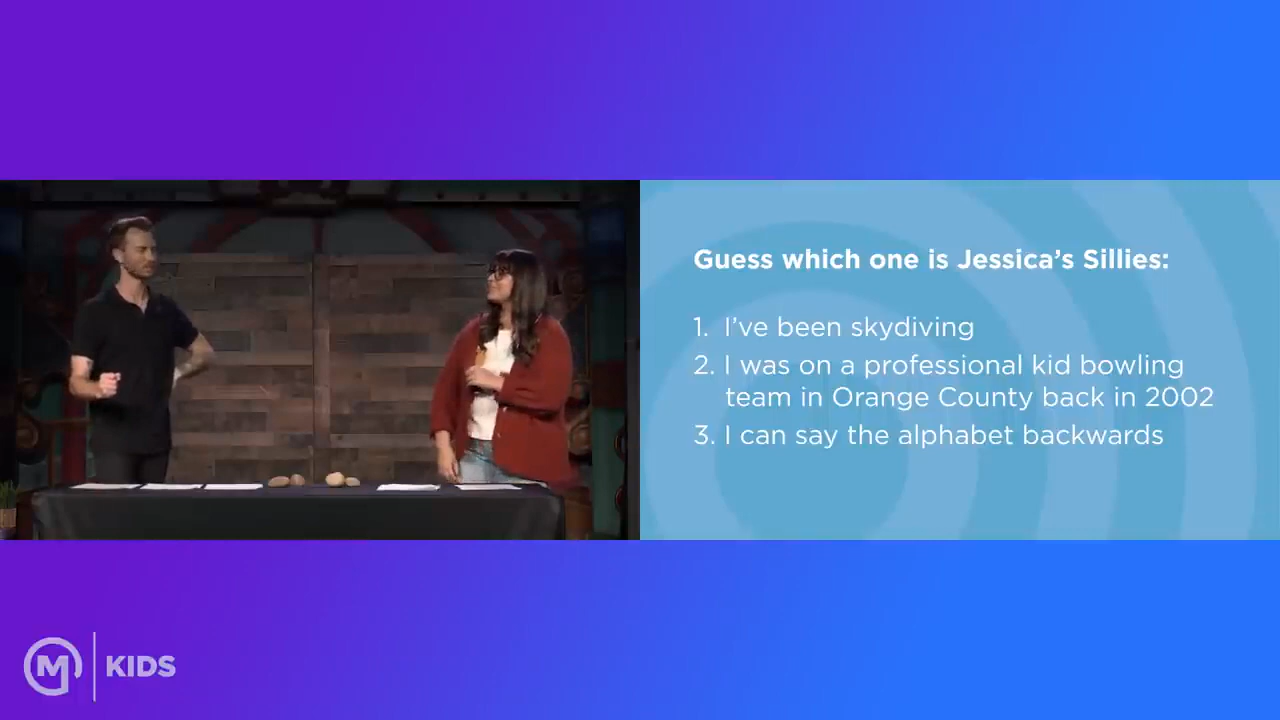 Guess which one is Jessica's Sillies:
1. I've been skydiving
2. I was on a professional kid bowling
team in Orange County back in 2002
3. I can say the alphabet backwards
M KIDS